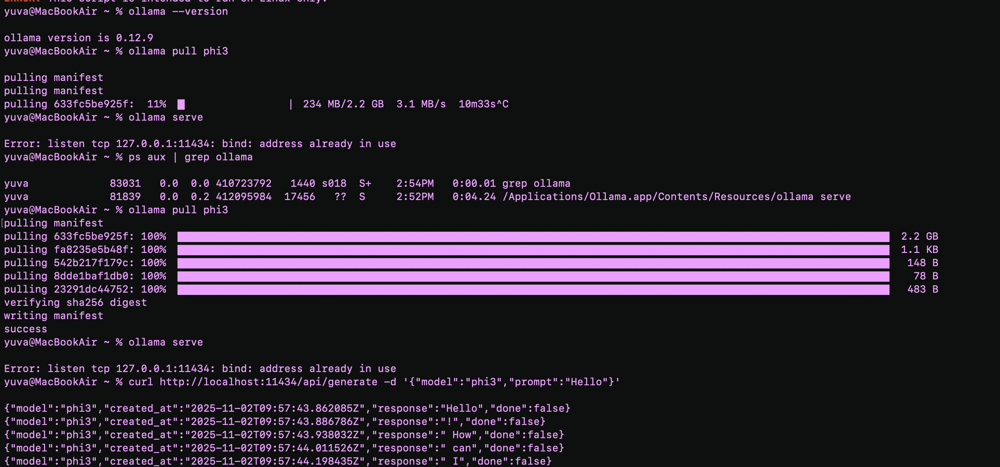 ERROR: This script is intended to run on Linux only.
yuva@MacBookAir ~ % ollama --version
ollama version is 0.12.9
yuva@MacBookAir ~ % ollama pull phi3
pulling manifest
pulling manifest
pulling 633fc5be925f:  11%  | 234 MB/2.2 GB  3.1 MB/s  10m33s^C
yuva@MacBookAir ~ % ollama serve
Error: listen tcp 127.0.0.1:11434: bind: address already in use
yuva@MacBookAir ~ % ps aux | grep ollama
yuva             83031   0.0  0.0 410723792   1440 s018  S+    2:54PM   0:00.01 grep ollama
yuva             81839   0.0  0.2 412095984  17456   ??  S     2:52PM   0:04.24 /Applications/Ollama.app/Contents/Resources/ollama serve
yuva@MacBookAir ~ % ollama pull phi3
[pulling manifest
pulling 633fc5be925f: 100%  2.2 GB
pulling fa8235e5b48f: 100%  1.1 KB
pulling 542b217f179c: 100%  148 B
pulling 8dde1baf1db0: 100%  78 B
pulling 23291dc44752: 100%  483 B
verifying sha256 digest
writing manifest
success
yuva@MacBookAir ~ % ollama serve
Error: listen tcp 127.0.0.1:11434: bind: address already in use
yuva@MacBookAir ~ % curl http://localhost:11434/api/generate -d '{"model":"phi3","prompt":"Hello"}'
{"model":"phi3","created_at":"2025-11-02T09:57:43.862085Z","response":"Hello","done":false}
{"model":"phi3","created_at":"2025-11-02T09:57:43.886786Z","response":"!","done":false}
{"model":"phi3","created_at":"2025-11-02T09:57:43.938032Z","response":" How","done":false}
{"model":"phi3","created_at":"2025-11-02T09:57:44.011526Z","response":" can","done":false}
{"model":"phi3","created_at":"2025-11-02T09:57:44.198435Z","response":" I","done":false}